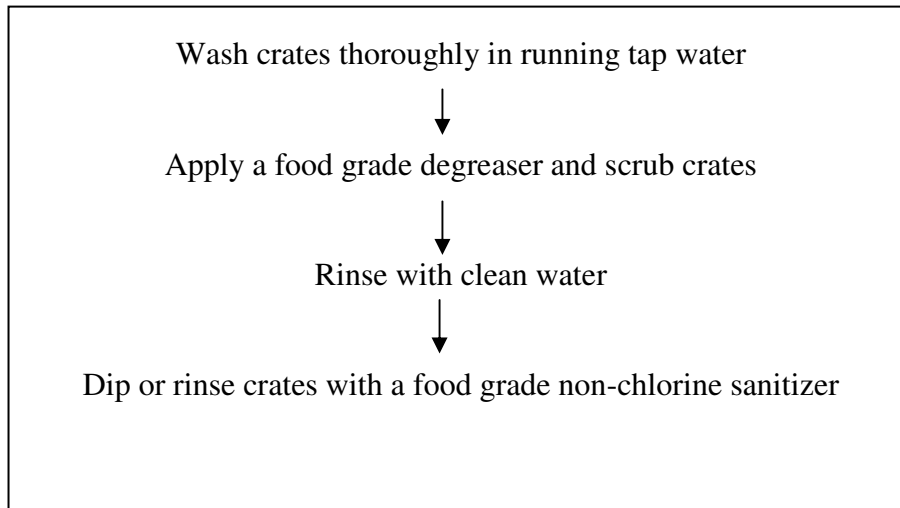 Wash crates thoroughly in running tap water
Apply a food grade degreaser and scrub crates
Rinse with clean water
Dip or rinse crates with a food grade non-chlorine sanitizer